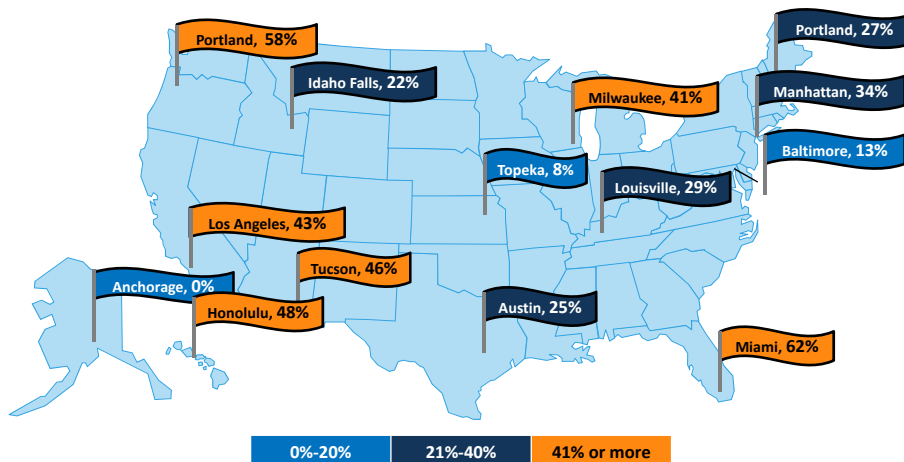 Portland, 27%
Portland, 58%
Idaho Falls, 22%
Milwaukee, 41%
Manhattan, 34%
Baltimore, 13%
Topeka, 8%
Louisville, 29%
Los Angeles, 43%
Tucson, 46%
Anchorage, 0%
Honolulu, 48%
Austin, 25%
Miami, 62%
0%-20%
21%-40%
41% or more